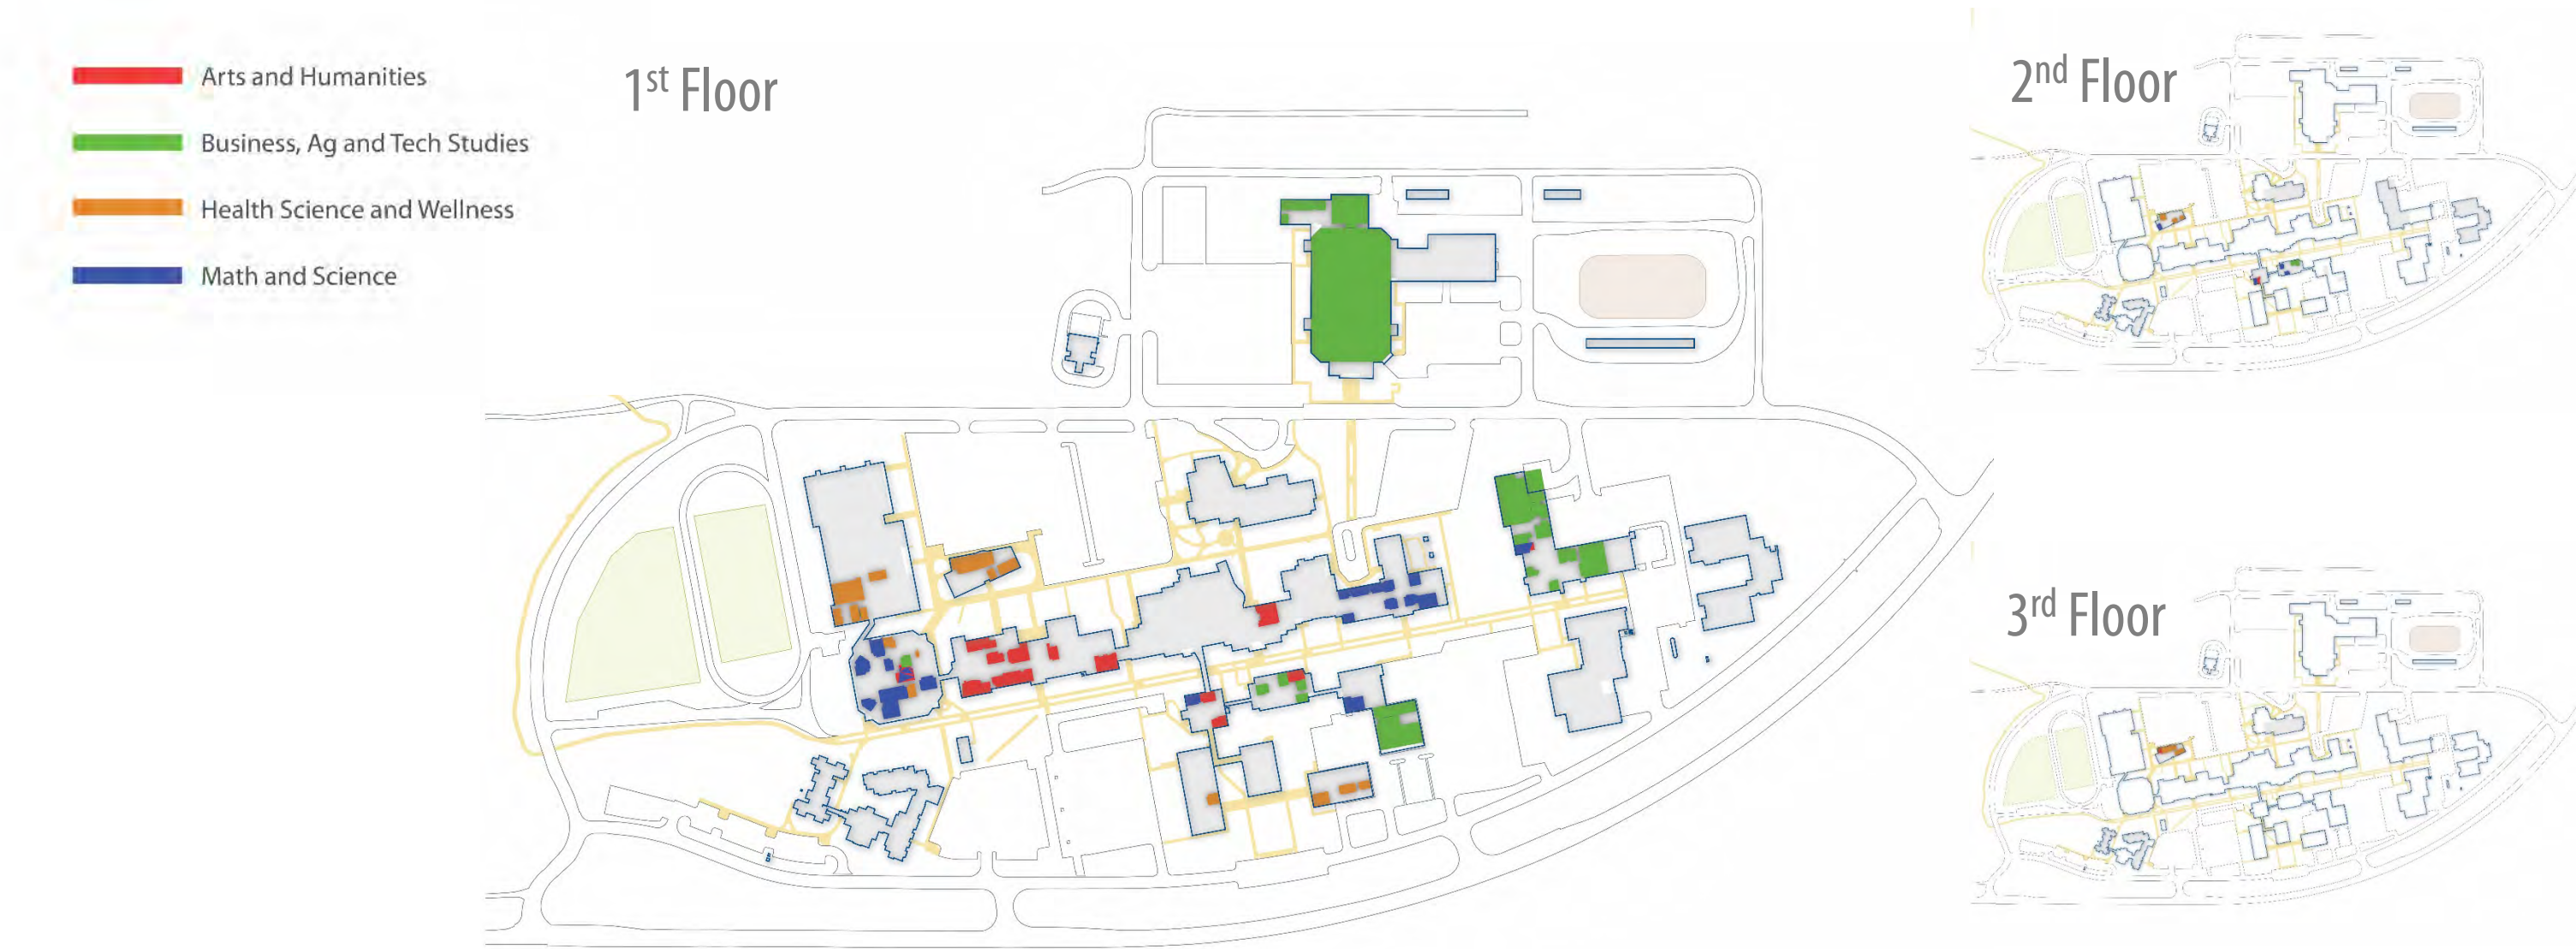 Arts and Humanities
Business, Ag and Tech Studies
Health Science and Wellness
Math and Science
1st Floor
2nd Floor
3rd Floor